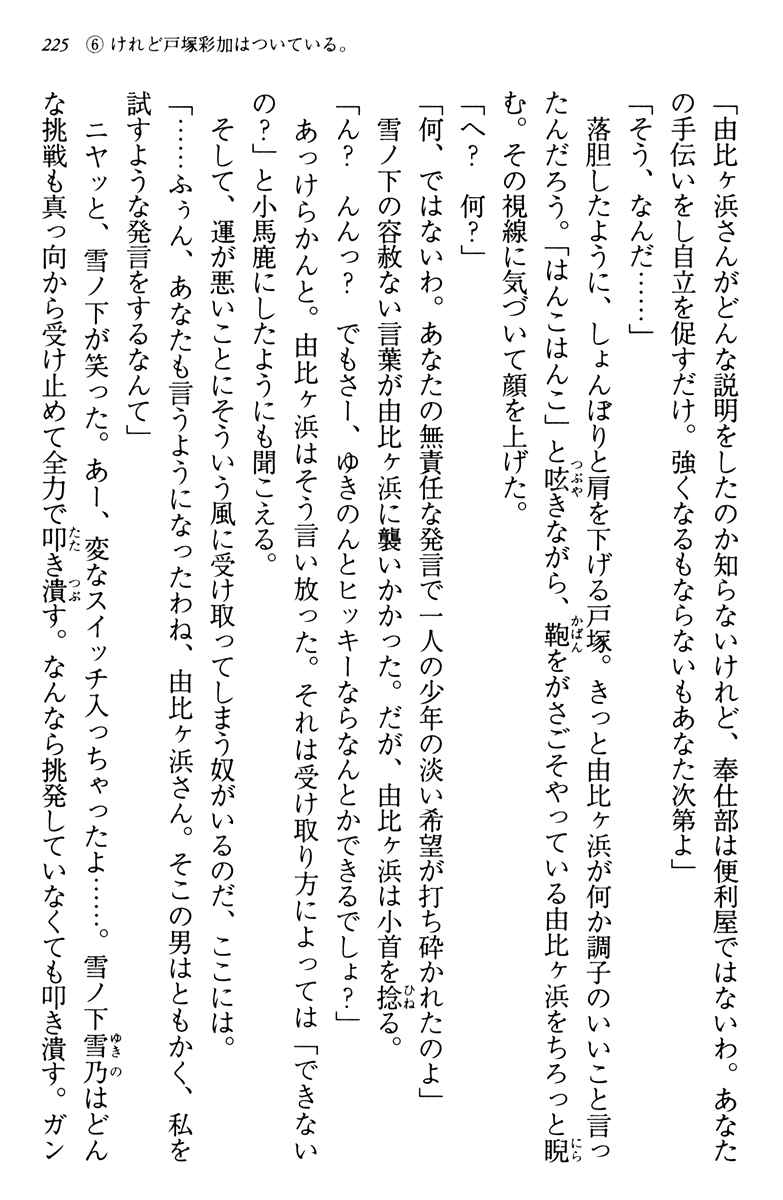 225　⑥ けれど戸塚彩加はついている。
「由比ヶ浜さんがどんな説明をしたのか知らないけれど、奉仕部は便利屋ではないわ。あなた
の手伝いをし自立を促すだけ。強くなるもならないもあなた次第よ」
「そう、なんだ……」
　落胆したように、しょんぼりと肩を下げる戸塚。きっと由比ヶ浜が何か調子のいいこと言っ
たんだろう。「はんこはんこ」と呟きながら、鞄をがさごそやっている由比ヶ浜をちろっと睨
む。その視線に気づいて顔を上げた。
「へ？　何？」
「何、ではないわ。あなたの無責任な発言で一人の少年の淡い希望が打ち砕かれたのよ」
　雪ノ下の容赦ない言葉が由比ヶ浜に襲いかかった。だが、由比ヶ浜は小首を捻る。
「ん？　んんっ？　でもさー、ゆきのんとヒッキーならなんとかできるでしょ？」
　あっけらかんと。由比ヶ浜はそう言い放った。それは受け取り方によっては「できない
の？」と小馬鹿にしたようにも聞こえる。
　そして、運が悪いことにそういう風に受け取ってしまう奴がいるのだ、ここには。
「……ふぅん、あなたも言うようになったわね、由比ヶ浜さん。そこの男はともかく、私を
試すような発言をするなんて」
　ニヤッと、雪ノ下が笑った。あー、変なスイッチ入っちゃったよ……。雪ノ下雪乃はどん
な挑戦も真っ向から受け止めて全力で叩き潰す。なんなら挑発していなくても叩き潰す。ガン